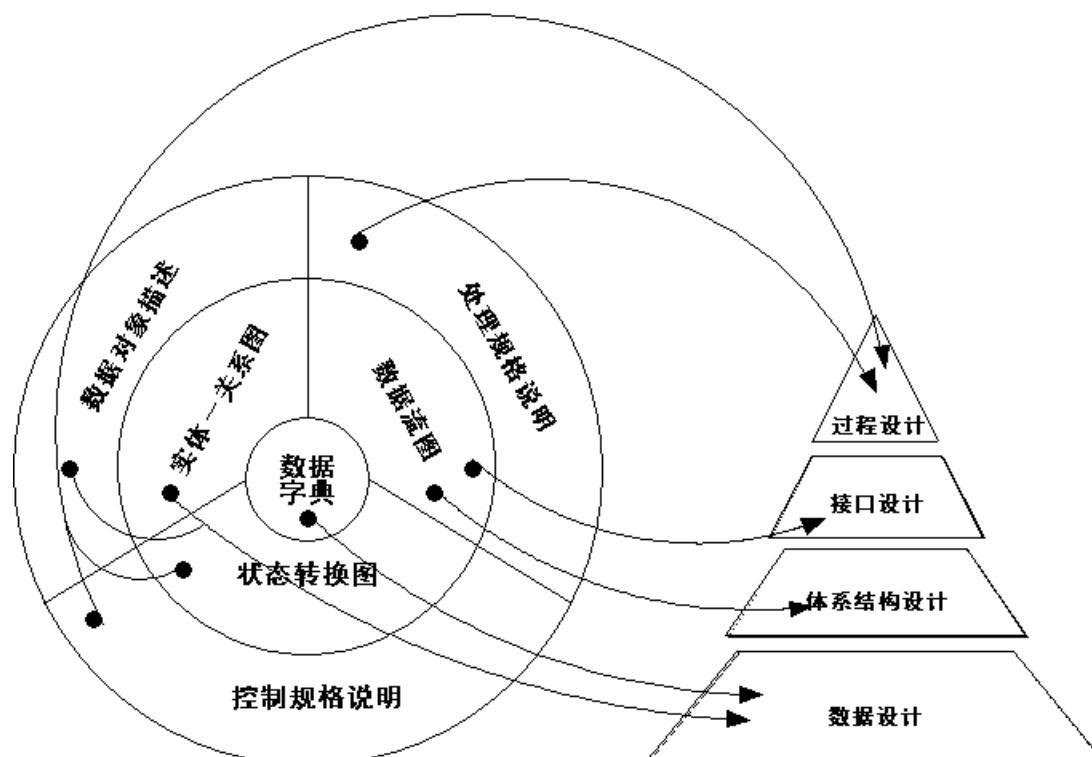 数据对象描述
实体－关系图
数据
字典
数据流图
处理规格说明
状态转换图
控制规格说明
过程设计
接口设计
体系结构设计
数据设计